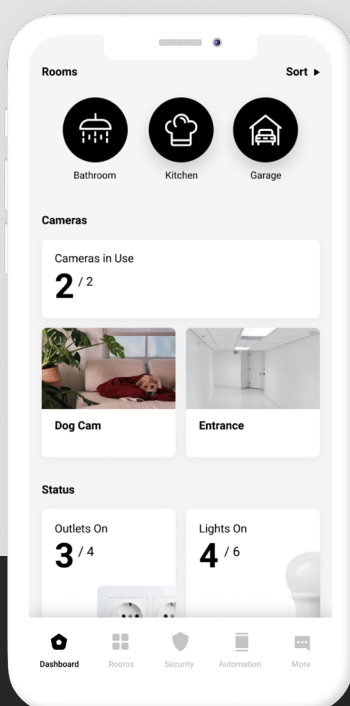 Rooms
Sort ▶
Bathroom
Kitchen
Garage
Cameras
Cameras in Use
2 / 2
Dog Cam
Entrance
Status
Outlets On
3 / 4
Lights On
4 / 6
Dashboard
Rooms
Security
Automation
More